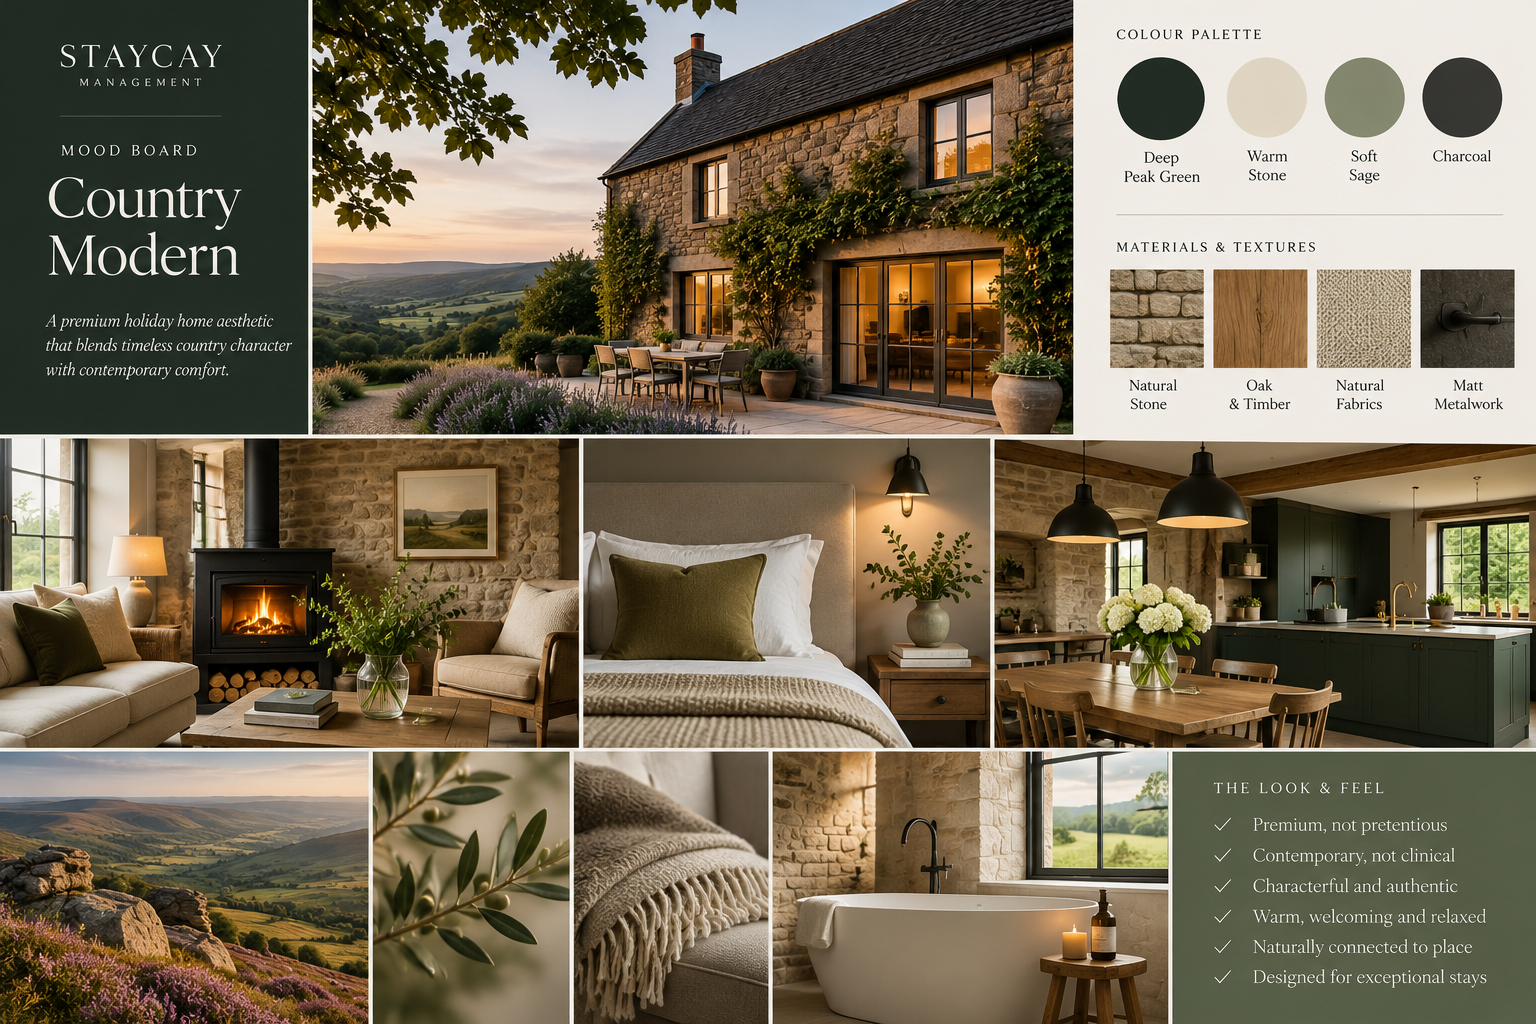 STAYCAY
MANAGEMENT
MOOD BOARD
Country
Modern
A premium holiday home aesthetic
that blends timeless country character
with contemporary comfort.
COLOUR PALETTE
Deep
Peak Green
Warm
Stone
Soft
Sage
Charcoal
MATERIALS & TEXTURES
Natural
Stone
Oak
& Timber
Natural
Fabrics
Matt
Metalwork
THE LOOK & FEEL
✓ Premium, not pretentious
✓ Contemporary, not clinical
✓ Characterful and authentic
✓ Warm, welcoming and relaxed
✓ Naturally connected to place
✓ Designed for exceptional stays